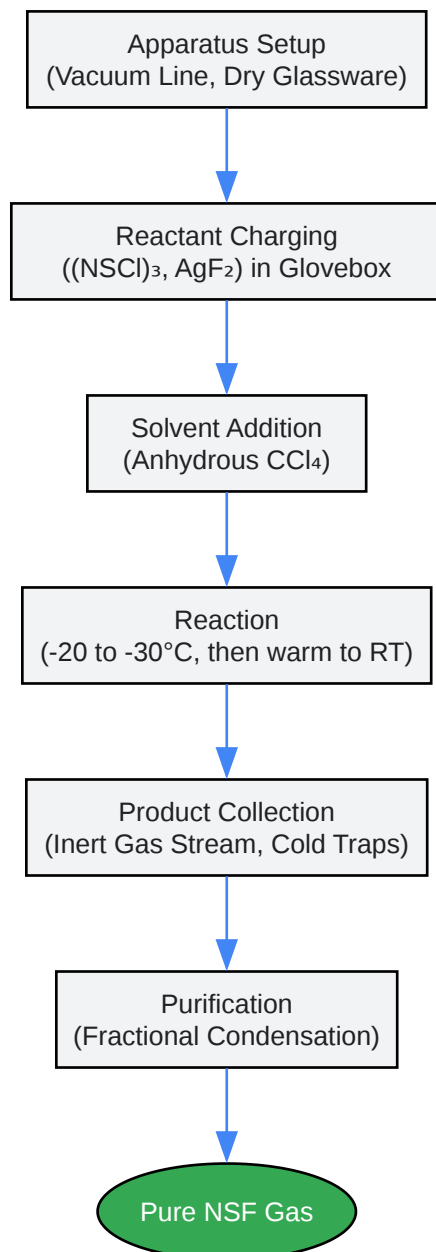 Apparatus Setup
(Vacuum Line, Dry Glassware)
Reactant Charging
((NSCl)₃, AgF₂) in Glovebox
Solvent Addition
(Anhydrous CCl₄)
Reaction
(-20 to -30°C, then warm to RT)
Product Collection
(Inert Gas Stream, Cold Traps)
Purification
(Fractional Condensation)
Pure NSF Gas